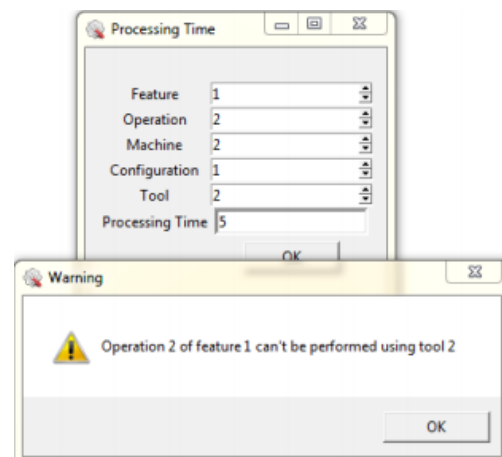 Processing Time
Feature 1
Operation 2
Machine 2
Configuration 1
Tool 2
Processing Time 5
OK
Warning
Operation 2 of feature 1 can't be performed using tool 2
OK